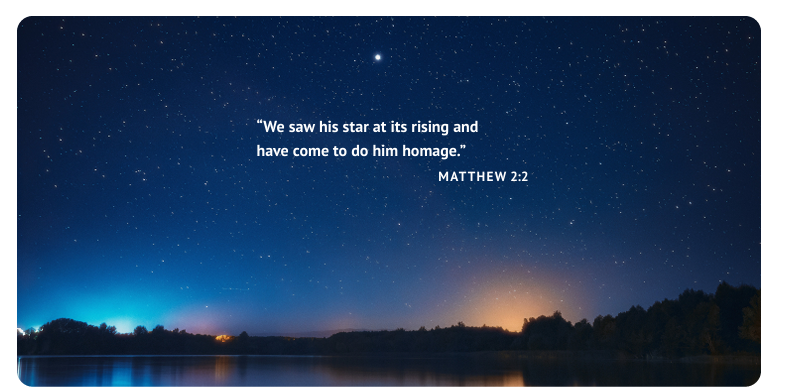 “We saw his star at its rising and
have come to do him homage.”
MATTHEW 2:2